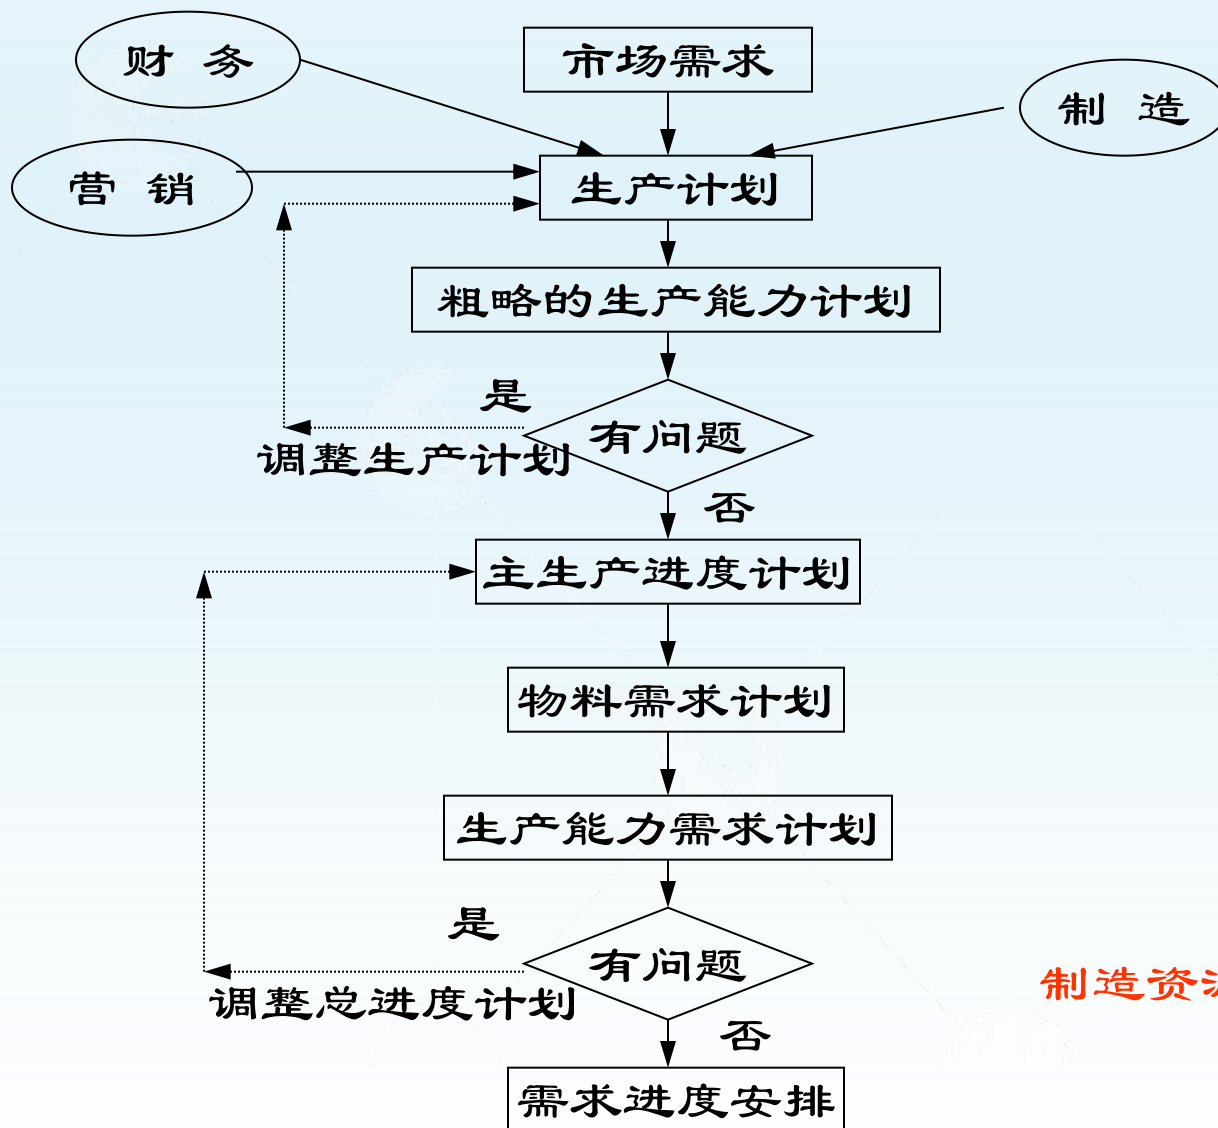 财 务
市场需求
制 造
营 销
生产计划
粗略的生产能力计划
是
有问题
调整生产计划
否
主生产进度计划
物料需求计划
生产能力需求计划
是
有问题
制造资
调整总进度计划
否
需求进度安排